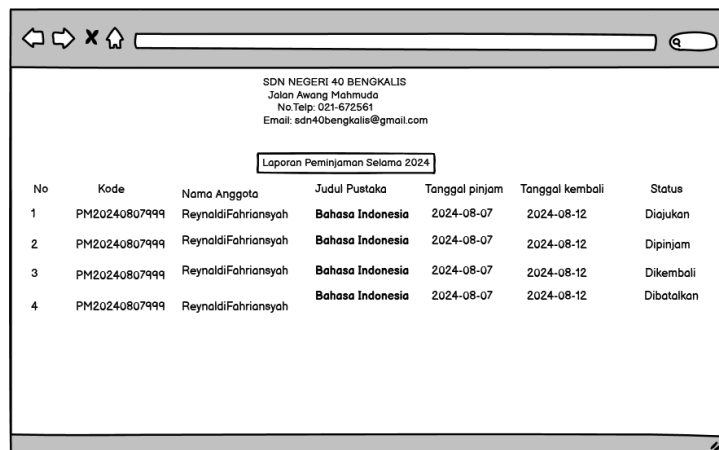 SDN NEGERI 40 BENGKALIS
Jalan Awang Mahmuda
No.Telp: 021-672561
Email: sdn40bengkalis@gmail.com
Laporan Peminjaman Selama 2024
No Kode Nama Anggota Judul Pustaka Tanggal pinjam Tanggal kembali Status
1 PM20240807999 ReynaldiFahriansyah Bahasa Indonesia 2024-08-07 2024-08-12 Diajukan
2 PM20240807999 ReynaldiFahriansyah Bahasa Indonesia 2024-08-07 2024-08-12 Dipinjam
3 PM20240807999 ReynaldiFahriansyah Bahasa Indonesia 2024-08-07 2024-08-12 Dikembali
4 PM20240807999 ReynaldiFahriansyah Bahasa Indonesia 2024-08-07 2024-08-12 Dibatalkan